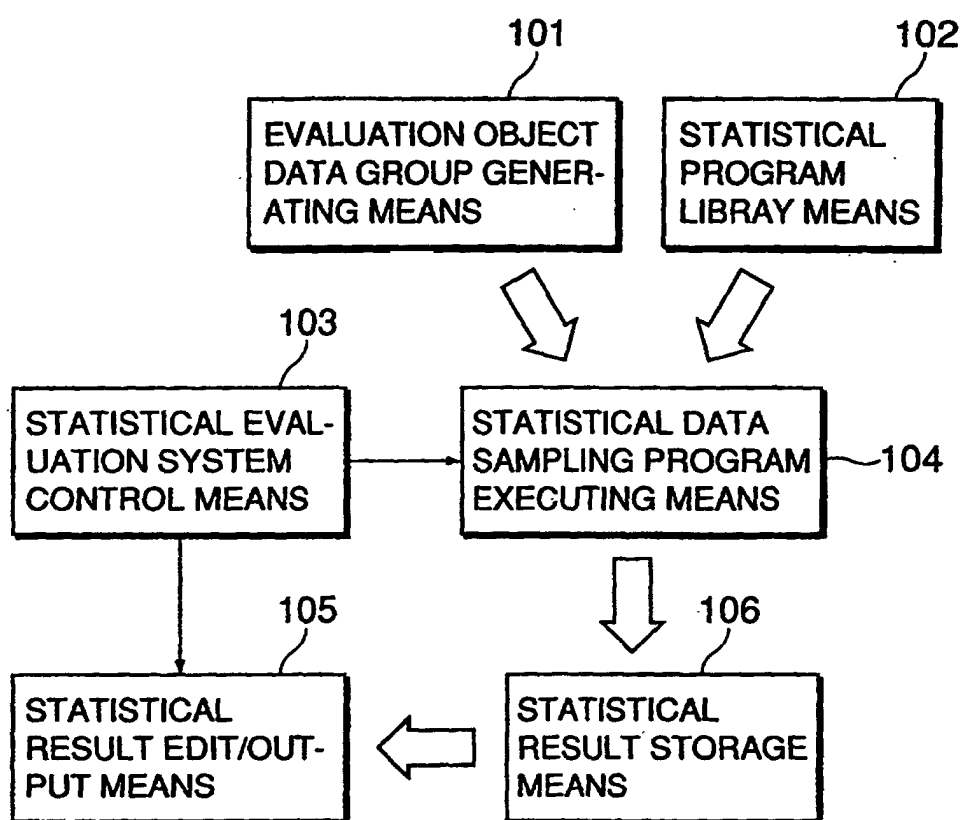 101
EVALUATION OBJECT
DATA GROUP GENER-
ATING MEANS
102
STATISTICAL
PROGRAM
LIBRAY MEANS
103
STATISTICAL EVAL-
UATION SYSTEM
CONTROL MEANS
STATISTICAL DATA
SAMPLING PROGRAM
EXECUTING MEANS
104
105
STATISTICAL
RESULT EDIT/OUT-
PUT MEANS
106
STATISTICAL
RESULT STORAGE
MEANS